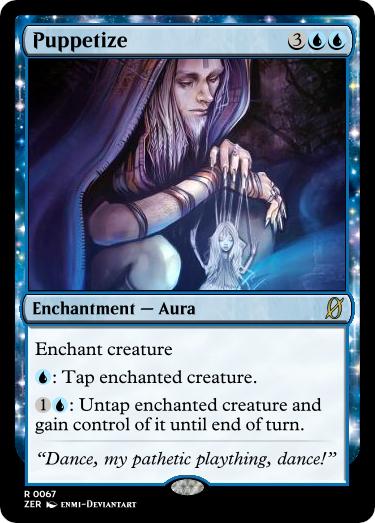 Puppetize 3
Enchantment — Aura
Enchant creature
: Tap enchanted creature.
1 : Untap enchanted creature and
gain control of it until end of turn.
“Dance, my pathetic plaything, dance!”
R 0067
ZER ENMI-DEVIANTART